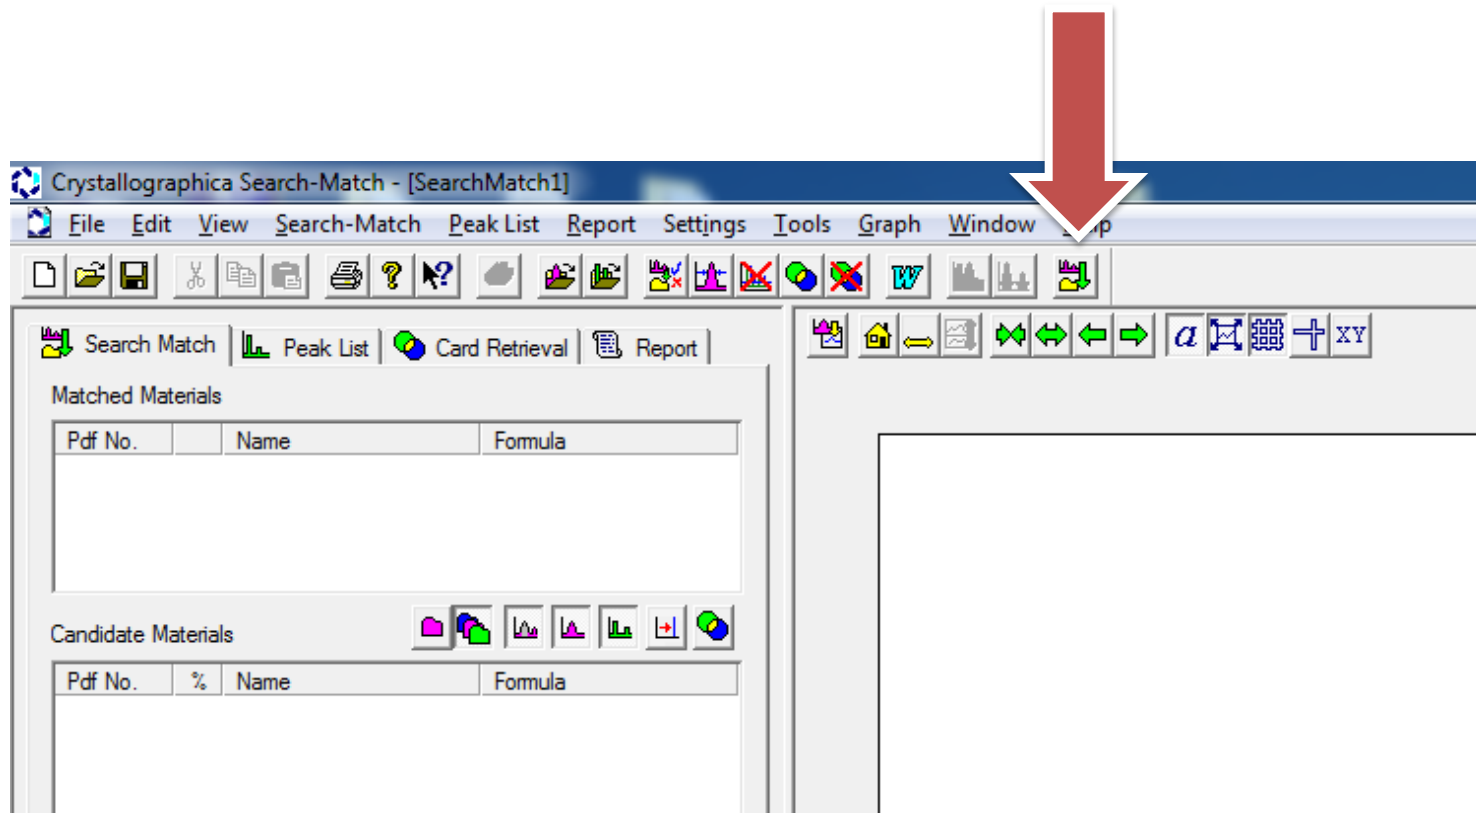 Crystallographica Search-Match - [SearchMatch1]
File Edit View Search-Match Peak List Report Settings Tools Graph Window
W
a XY
Search Match Peak List Card Retrieval Report
Matched Materials
Pdf No. Name Formula
Candidate Materials
Pdf No. % Name Formula